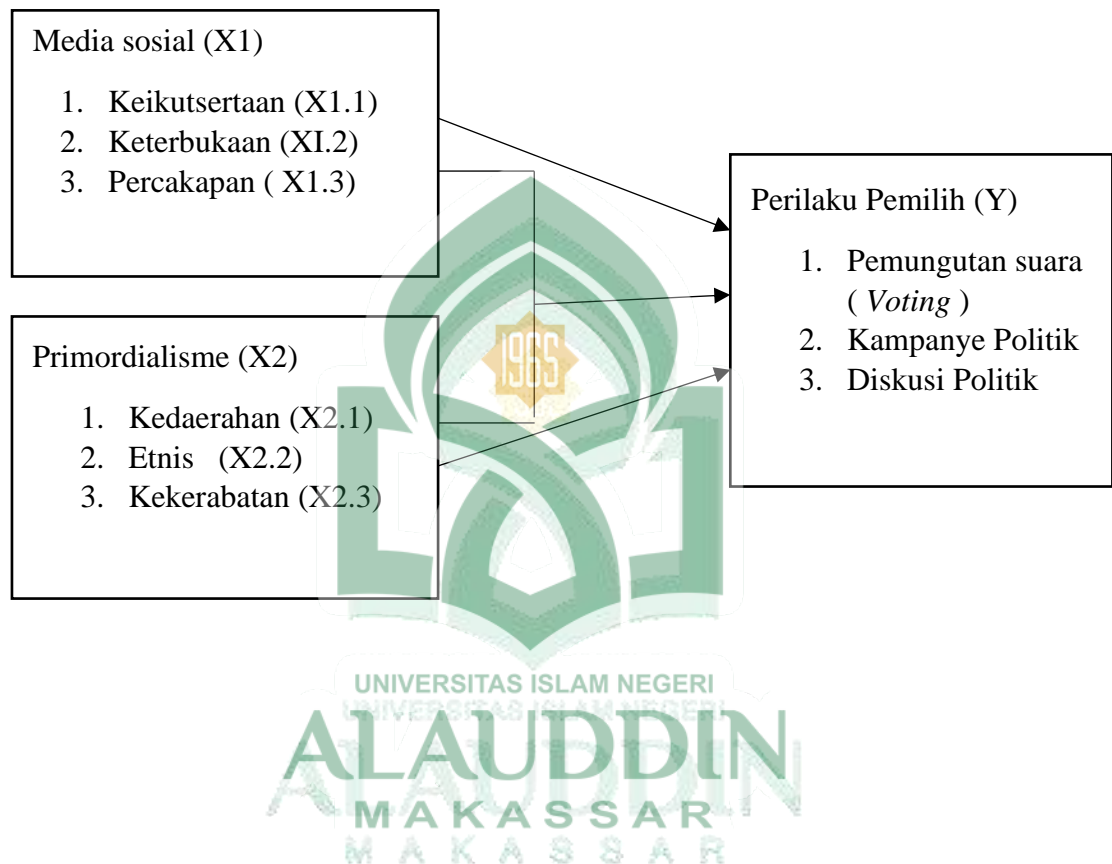 Media sosial (X1)
1. Keikutsertaan (X1.1)
2. Keterbukaan (XI.2)
3. Percakapan ( X1.3)
Primordialisme (X2)
1. Kedaerahan (X2.1)
2. Etnis (X2.2)
3. Kekerabatan (X2.3)
Perilaku Pemilih (Y)
1. Pemungutan suara
( Voting )
2. Kampanye Politik
3. Diskusi Politik
1965
UNIVERSITAS ISLAM NEGERI
ALAUDDIN
MAKASSAR